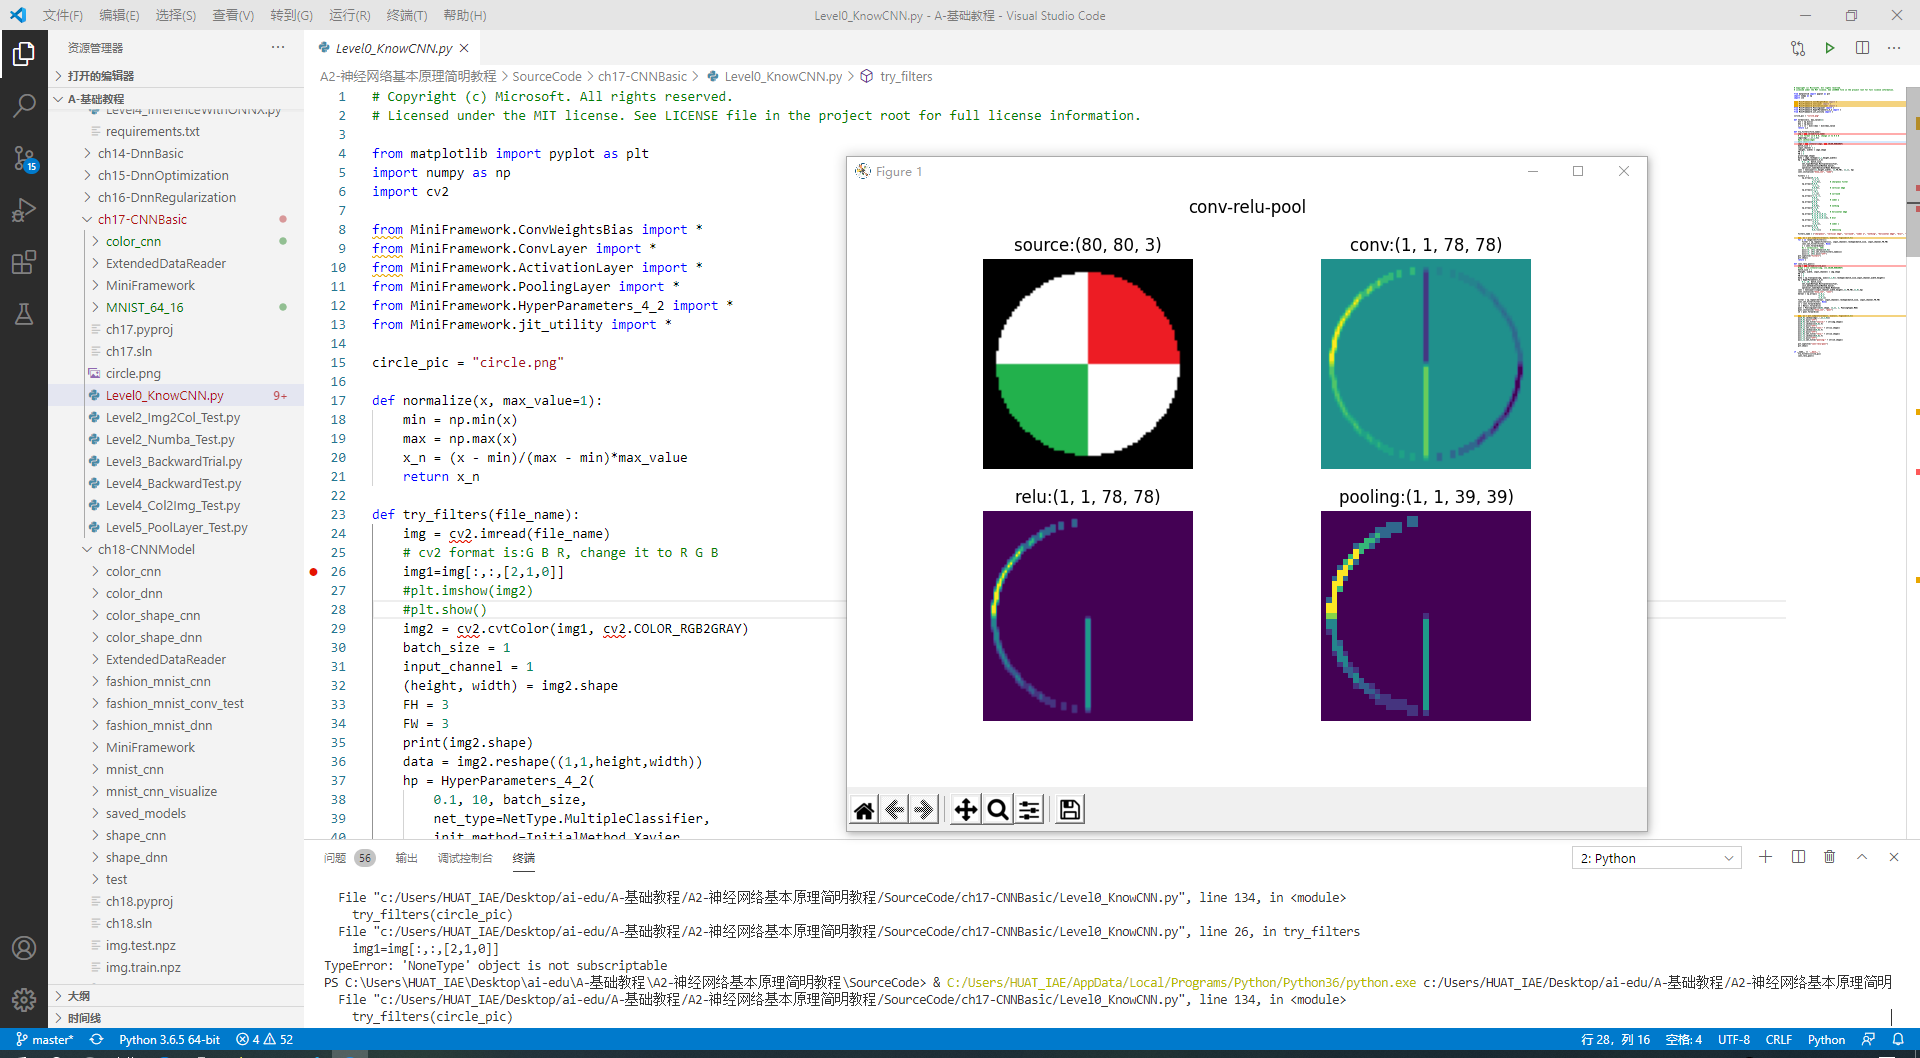 文件(F) 编辑(E) 选择(S) 查看(V) 转到(G) 运行(R) 终端(T) 帮助(H)
Level0_KnowCNN.py - A-基础教程 - Visual Studio Code
资源管理器
打开的编辑器
A-基础教程
Level4_InferenceWithONNX.py
requirements.txt
ch14-DnnBasic
ch15-DnnOptimization
ch16-DnnRegularization
ch17-CNNBasic
color_cnn
ExtendedDataReader
MiniFramework
MNIST_64_16
ch17.pyproj
ch17.sln
circle.png
Level0_KnowCNN.py 9+
Level2_Img2Col_Test.py
Level2_Numba_Test.py
Level3_BackwardTrial.py
Level4_BackwardTest.py
Level4_Col2Img_Test.py
Level5_PoolLayer_Test.py
ch18-CNNModel
color_cnn
color_dnn
color_shape_cnn
color_shape_dnn
ExtendedDataReader
fashion_mnist_cnn
fashion_mnist_conv_test
fashion_mnist_dnn
MiniFramework
mnist_cnn
mnist_cnn_visualize
saved_models
shape_cnn
shape_dnn
test
ch18.pyproj
ch18.sln
img.test.npz
img.train.npz
大纲
时间线
15
Level0_KnowCNN.py
A2-神经网络基本原理简明教程 > SourceCode > ch17-CNNBasic > Level0_KnowCNN.py > try_filters
1 # Copyright (c) Microsoft. All rights reserved.
2 # Licensed under the MIT license. See LICENSE file in the project root for full license information.
3
4 from matplotlib import pyplot as plt
5 import numpy as np
6 import cv2
7
8 from MiniFramework.ConvWeightsBias import *
9 from MiniFramework.ConvLayer import *
10 from MiniFramework.ActivationLayer import *
11 from MiniFramework.PoolingLayer import *
12 from MiniFramework.HyperParameters_4_2 import *
13 from MiniFramework.jit_utility import *
14
15 circle_pic = "circle.png"
16
17 def normalize(x, max_value=1):
18 min = np.min(x)
19 max = np.max(x)
20 x_n = (x - min)/(max - min)*max_value
21 return x_n
22
23 def try_filters(file_name):
24 img = cv2.imread(file_name)
25 # cv2 format is:G B R, change it to R G B
26 img1=img[:,:,[2,1,0]]
27 #plt.imshow(img2)
28 #plt.show()
29 img2 = cv2.cvtColor(img1, cv2.COLOR_RGB2GRAY)
30 batch_size = 1
31 input_channel = 1
32 (height, width) = img2.shape
33 FH = 3
34 FW = 3
35 print(img2.shape)
36 data = img2.reshape((1,1,height,width))
37 hp = HyperParameters_4_2(
38 0.1, 10, batch_size,
39 net_type=NetType.MultipleClassifier,
40 init_method=InitialMethod.Xavier,
Figure 1
conv-relu-pool
source:(80, 80, 3) conv:(1, 1, 78, 78)
relu:(1, 1, 78, 78) pooling:(1, 1, 39, 39)
问题 56 输出 调试控制台 终端
2: Python
File "c:/Users/HUAT_IAE/Desktop/ai-edu/A-基础教程/A2-神经网络基本原理简明教程/SourceCode/ch17-CNNBasic/Level0_KnowCNN.py", line 134, in <module>
try_filters(circle_pic)
File "c:/Users/HUAT_IAE/Desktop/ai-edu/A-基础教程/A2-神经网络基本原理简明教程/SourceCode/ch17-CNNBasic/Level0_KnowCNN.py", line 26, in try_filters
img1=img[:,:,[2,1,0]]
TypeError: 'NoneType' object is not subscriptable
PS C:\Users\HUAT_IAE\Desktop\ai-edu\A-基础教程\A2-神经网络基本原理简明教程\SourceCode> & C:/Users/HUAT_IAE/AppData/Local/Programs/Python/Python36/python.exe c:/Users/HUAT_IAE/Desktop/ai-edu/A-基础教程/A2-神经网络基本原理简明
File "c:/Users/HUAT_IAE/Desktop/ai-edu/A-基础教程/A2-神经网络基本原理简明教程/SourceCode/ch17-CNNBasic/Level0_KnowCNN.py", line 134, in <module>
try_filters(circle_pic)
master* Python 3.6.5 64-bit 4 52 行 28, 列 16 空格: 4 UTF-8 CRLF Python